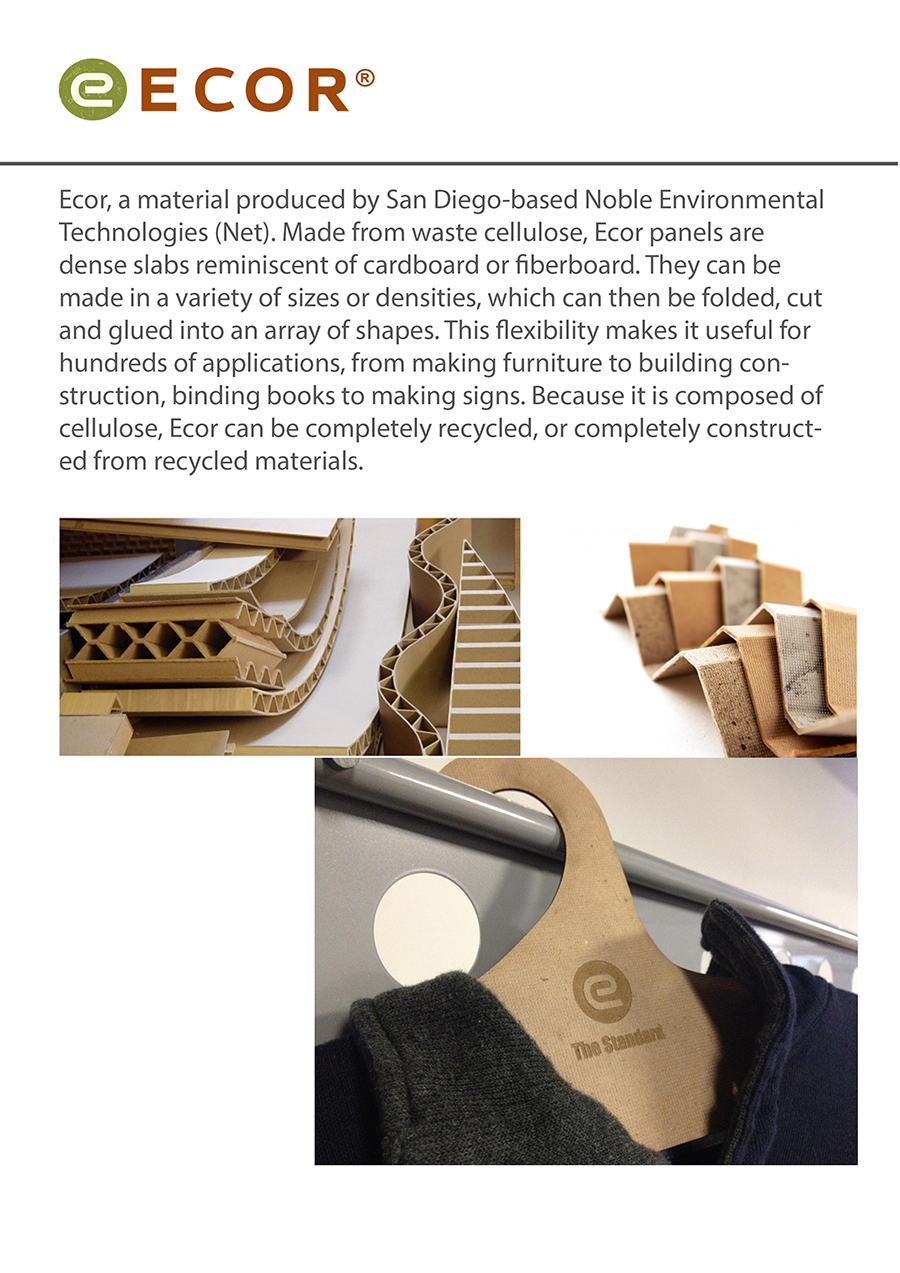 e ECOR®
Ecor, a material produced by San Diego-based Noble Environmental
Technologies (Net). Made from waste cellulose, Ecor panels are
dense slabs reminiscent of cardboard or fiberboard. They can be
made in a variety of sizes or densities, which can then be folded, cut
and glued into an array of shapes. This flexibility makes it useful for
hundreds of applications, from making furniture to building con-
struction, binding books to making signs. Because it is composed of
cellulose, Ecor can be completely recycled, or completely construct-
ed from recycled materials.
e
The Standard